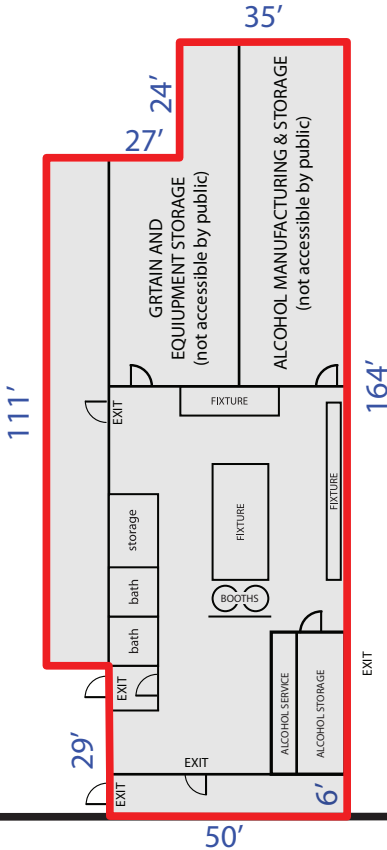 35’
24’
27’
GRTAIN AND
EQUIUPMENT STORAGE
(not accessible by public)
ALCOHOL MANUFACTURING & STORAGE
(not accessible by public)
111’
164’
EXIT
FIXTURE
storage
FIXTURE
FIXTURE
bath
BOOTHS
bath
EXIT
EXIT
ALCOHOL SERVICE
ALCOHOL STORAGE
29’
EXIT
EXIT
6’
50’